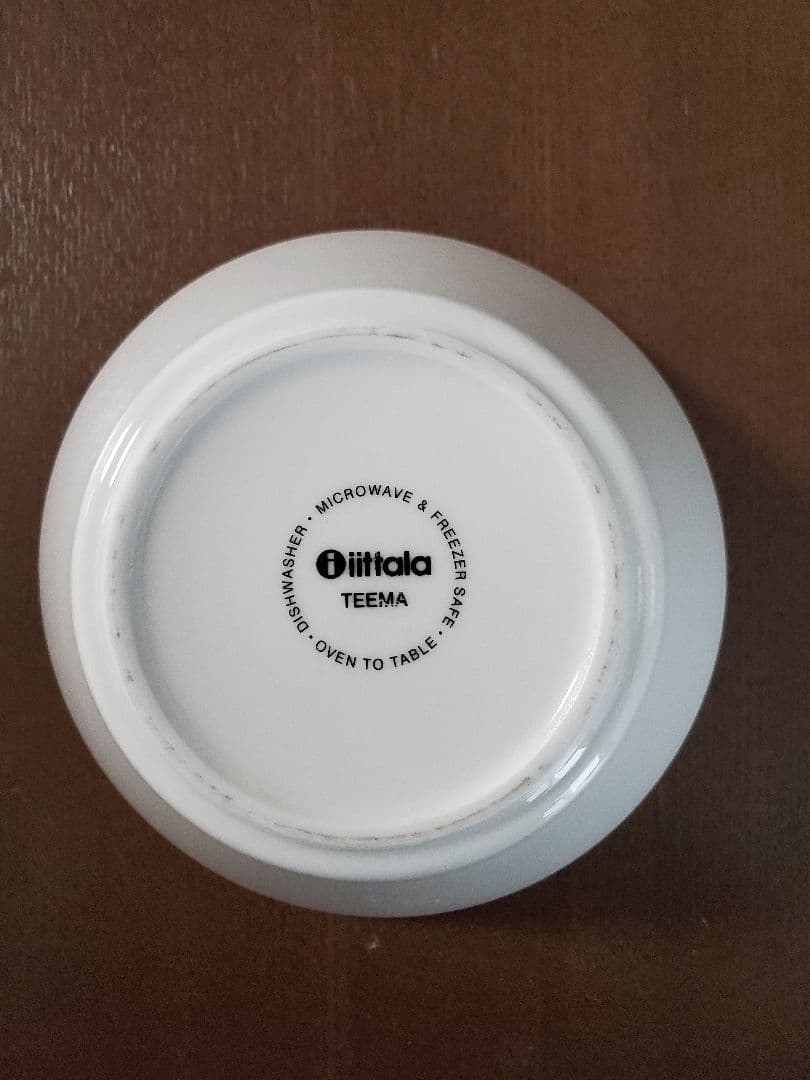 DISHWASHER · MICROWAVE & FREEZER SAFE · OVEN TO TABLE ·
i iittala
TEEMA